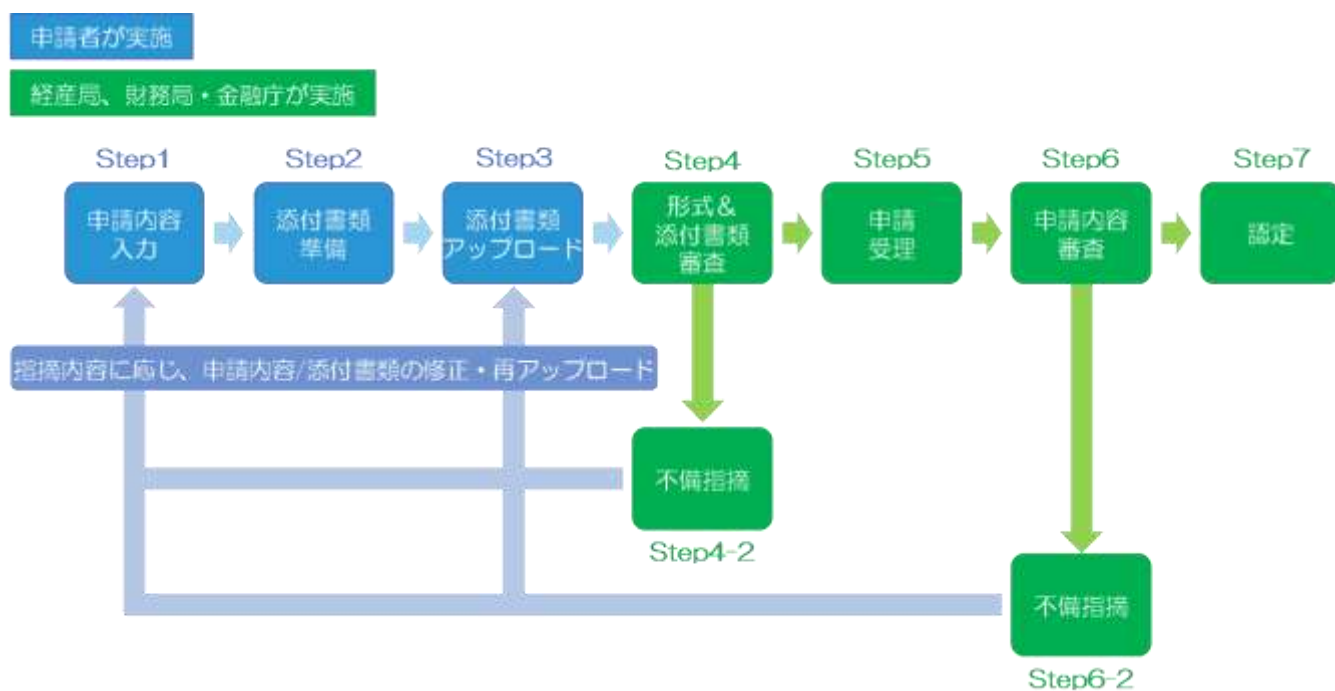 申請者が実施
経産局、財務局・金融庁が実施
Step1
Step2
Step3
Step4
Step5
Step6
Step7
申請内容
入力
添付書類
準備
添付書類
アップロード
形式&
添付書類
審査
申請
受理
申請内容
審査
認定
指摘内容に応じ、申請内容/添付書類の修正・再アップロード
不備指摘
Step4-2
不備指摘
Step6-2